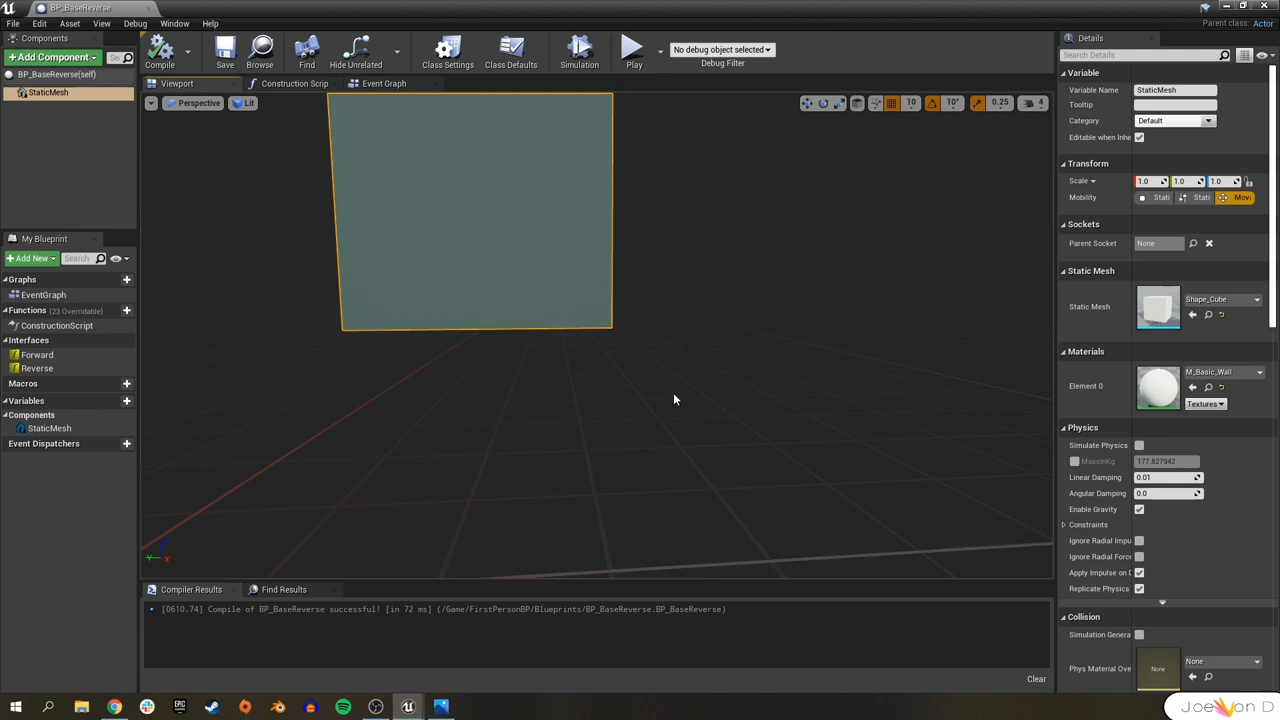 BP_BaseReverse
File Edit Asset View Debug Window Help
Parent class: Actor
Components
+ Add Component
BP_BaseReverse(self)
StaticMesh
Compile
Save
Browse
Find
Hide Unrelated
Class Settings
Class Defaults
Simulation
Play
No debug object selected
Debug Filter
Viewport
Construction Scrip
Event Graph
Perspective
Lit
10
10°
0.25
4
My Blueprint
+ Add New
Search
Graphs
EventGraph
Functions (23 Overridable)
ConstructionScript
Interfaces
Forward
Reverse
Macros
Variables
Components
StaticMesh
Event Dispatchers
Compiler Results
Find Results
[0610.74] Compile of BP_BaseReverse successful! [in 72 ms] (/Game/FirstPersonBP/Blueprints/BP_BaseReverse.BP_BaseReverse)
Clear
Details
Search Details
Variable
Variable Name StaticMesh
Tooltip
Category Default
Editable when Inhe
Transform
Scale 1.0 1.0 1.0
Mobility Stati Stati Mov
Sockets
Parent Socket None
Static Mesh
Static Mesh Shape_Cube
Materials
Element 0 M_Basic_Wall
Textures
Physics
Simulate Physics
MassInKg 177.827942
Linear Damping 0.01
Angular Damping 0.0
Enable Gravity
Constraints
Ignore Radial Impu
Ignore Radial Force
Apply Impulse on D
Replicate Physics
Collision
Simulation Genera
Phys Material Ove None None
Joe Von D